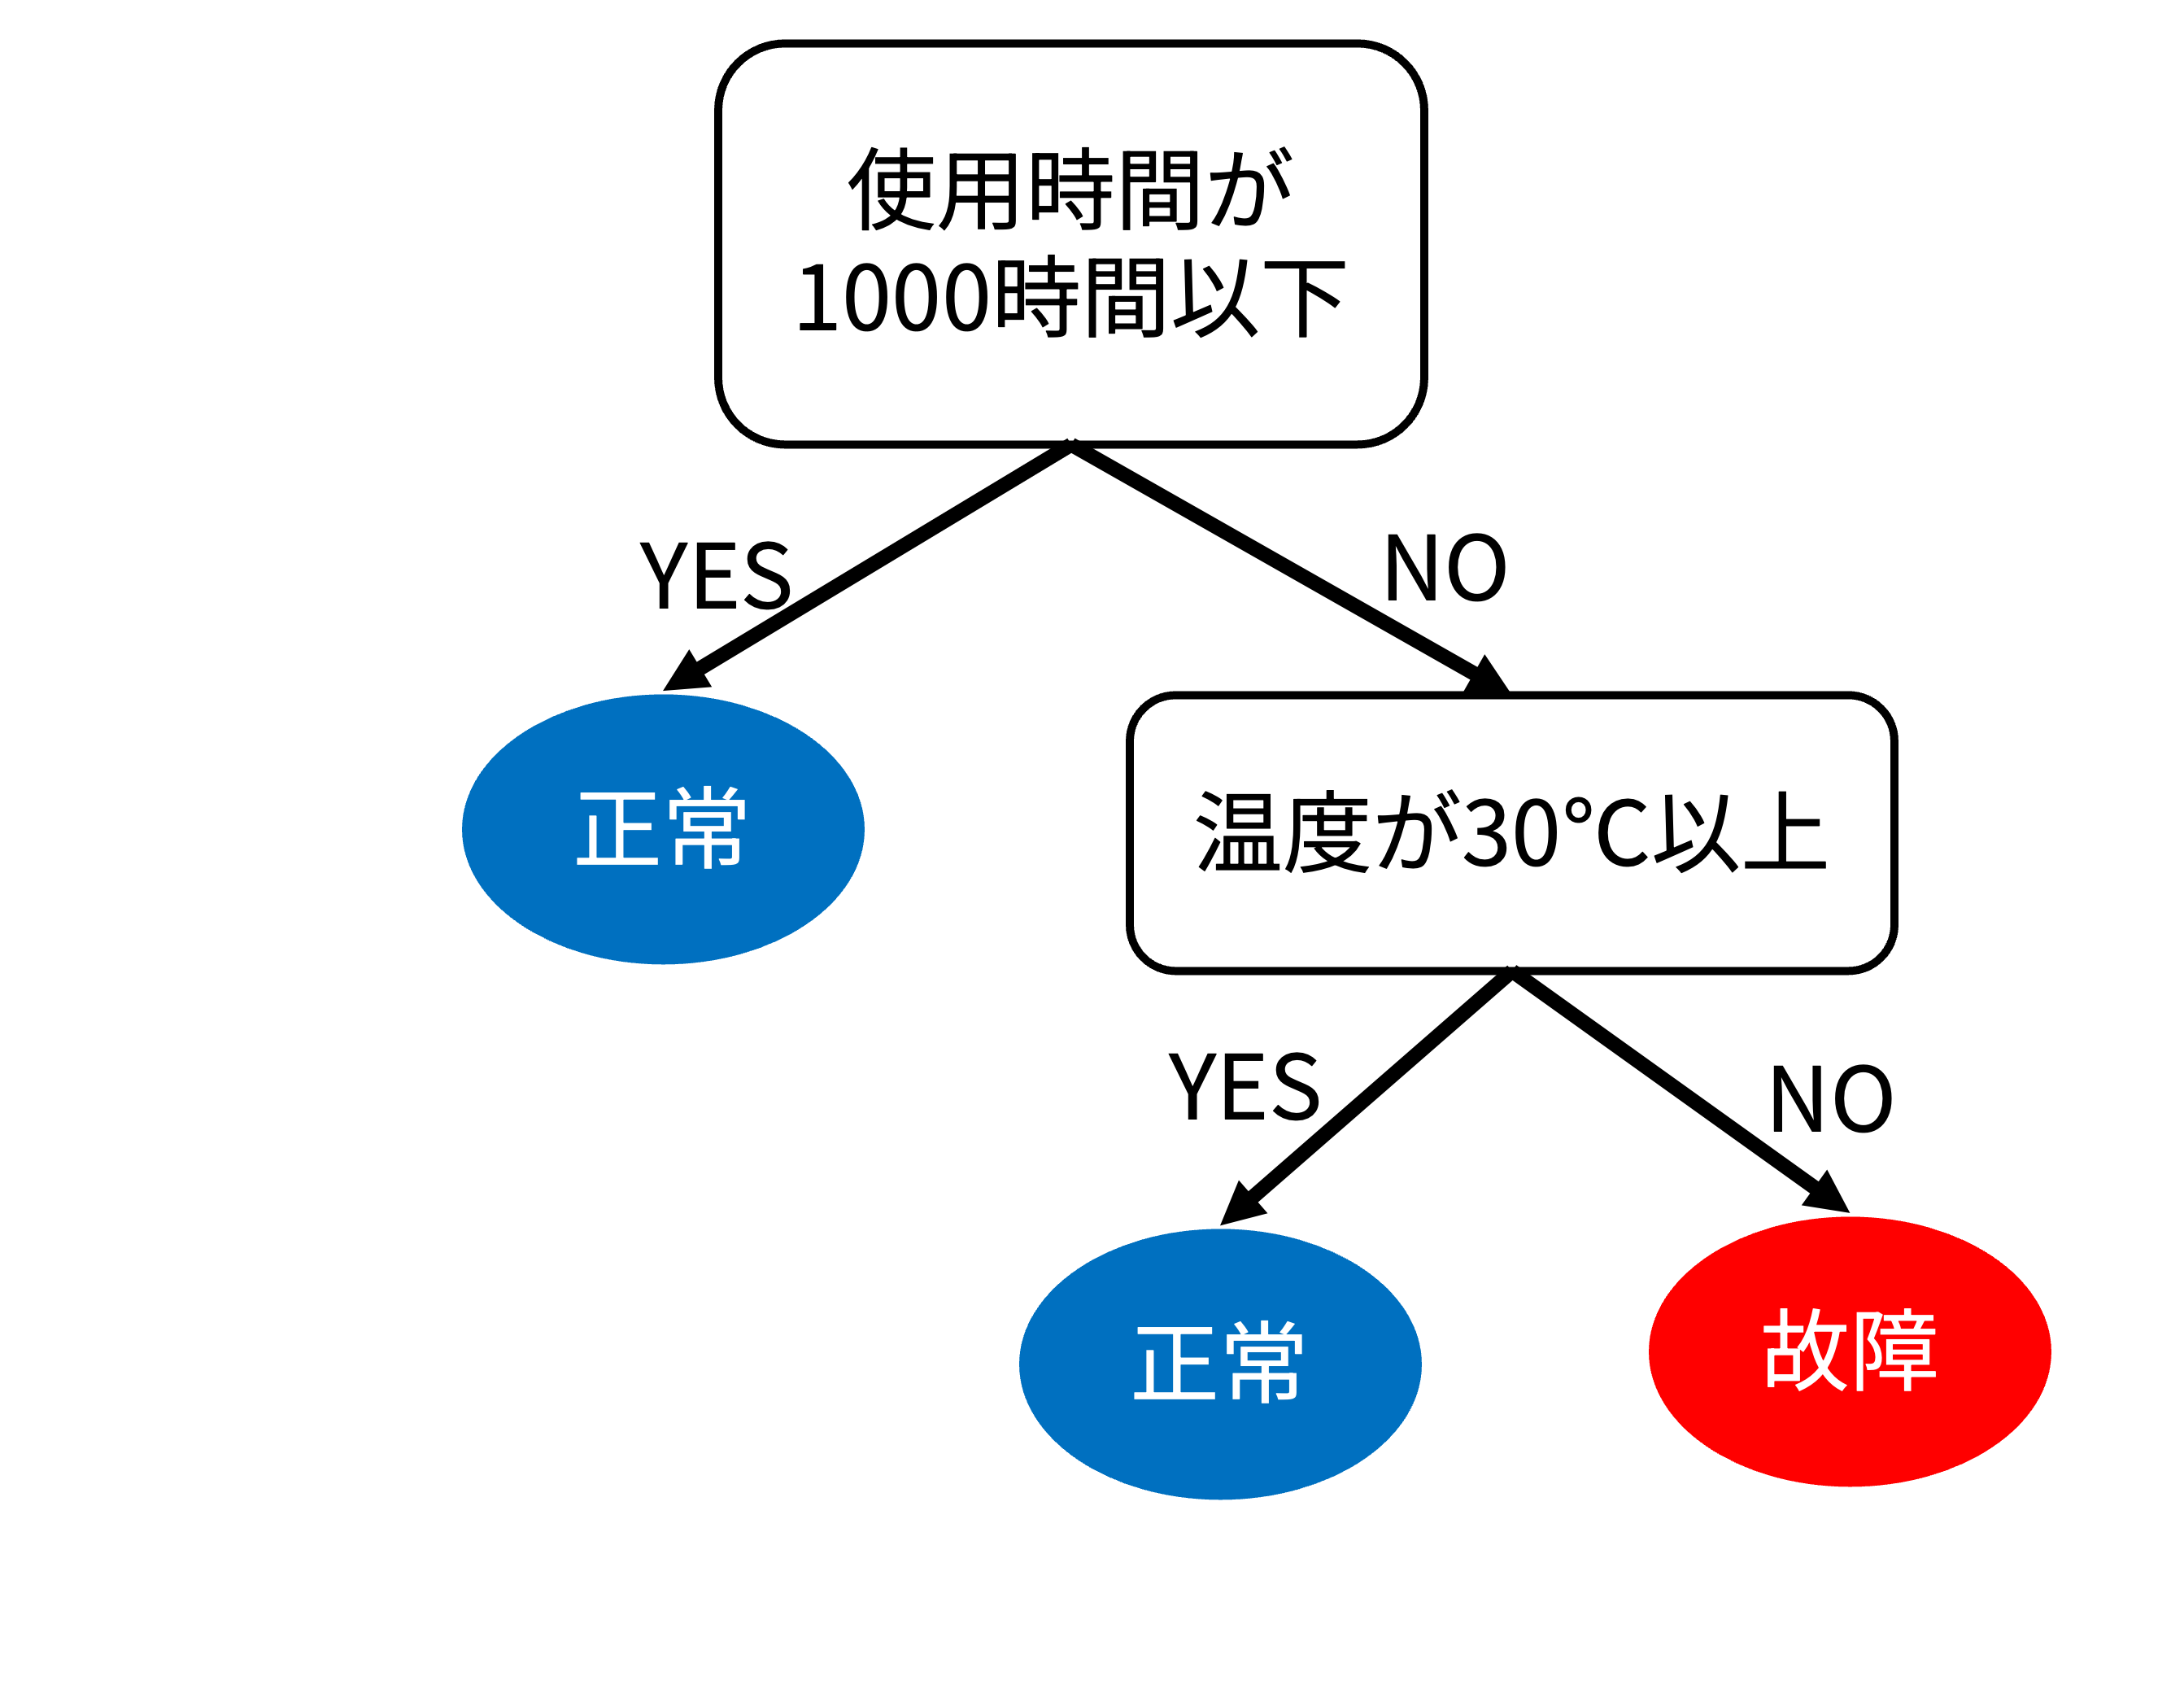 使用時間が
1000時間以下
YES
NO
正常
温度が30℃以上
YES
NO
正常
故障